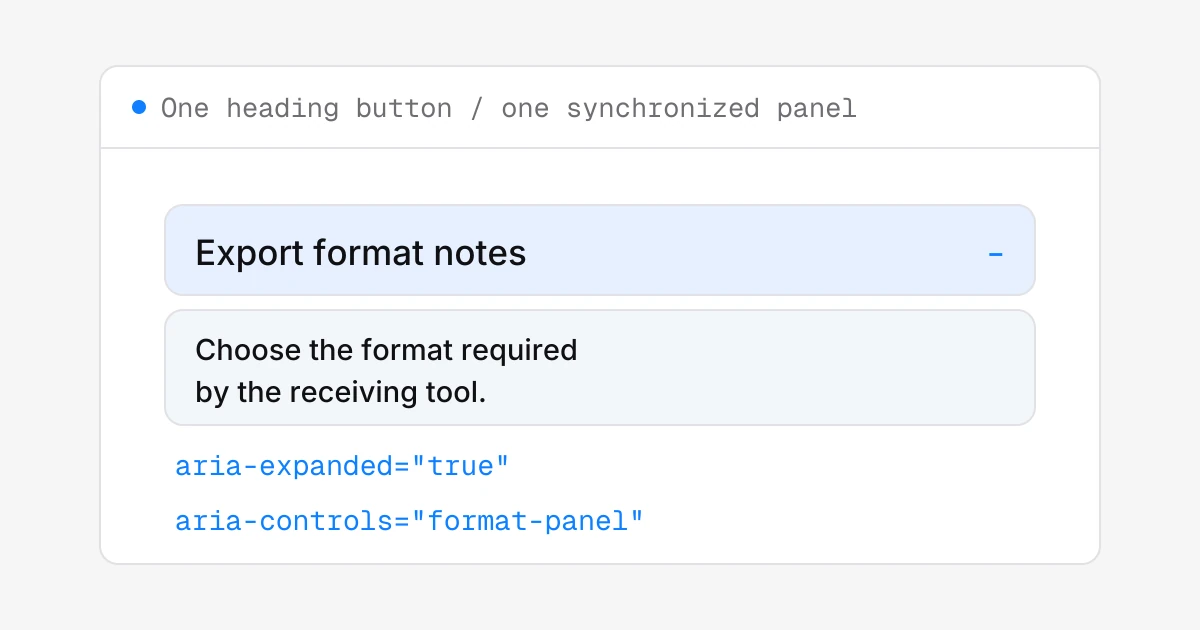 One heading button / one synchronized panel
Export format notes
–
Choose the format required
by the receiving tool.
aria-expanded="true"
aria-controls="format-panel"